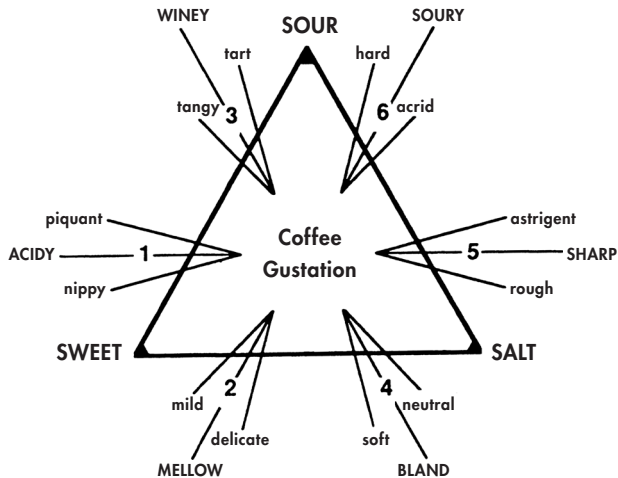 WINEY
SOUR
SOURY
tart
hard
tangy
3
6
acrid
piquant
astrigent
ACIDY
1
Coffee
Gustation
5
SHARP
nippy
rough
SWEET
SALT
mild
2
4
neutral
delicate
soft
MELLOW
BLAND